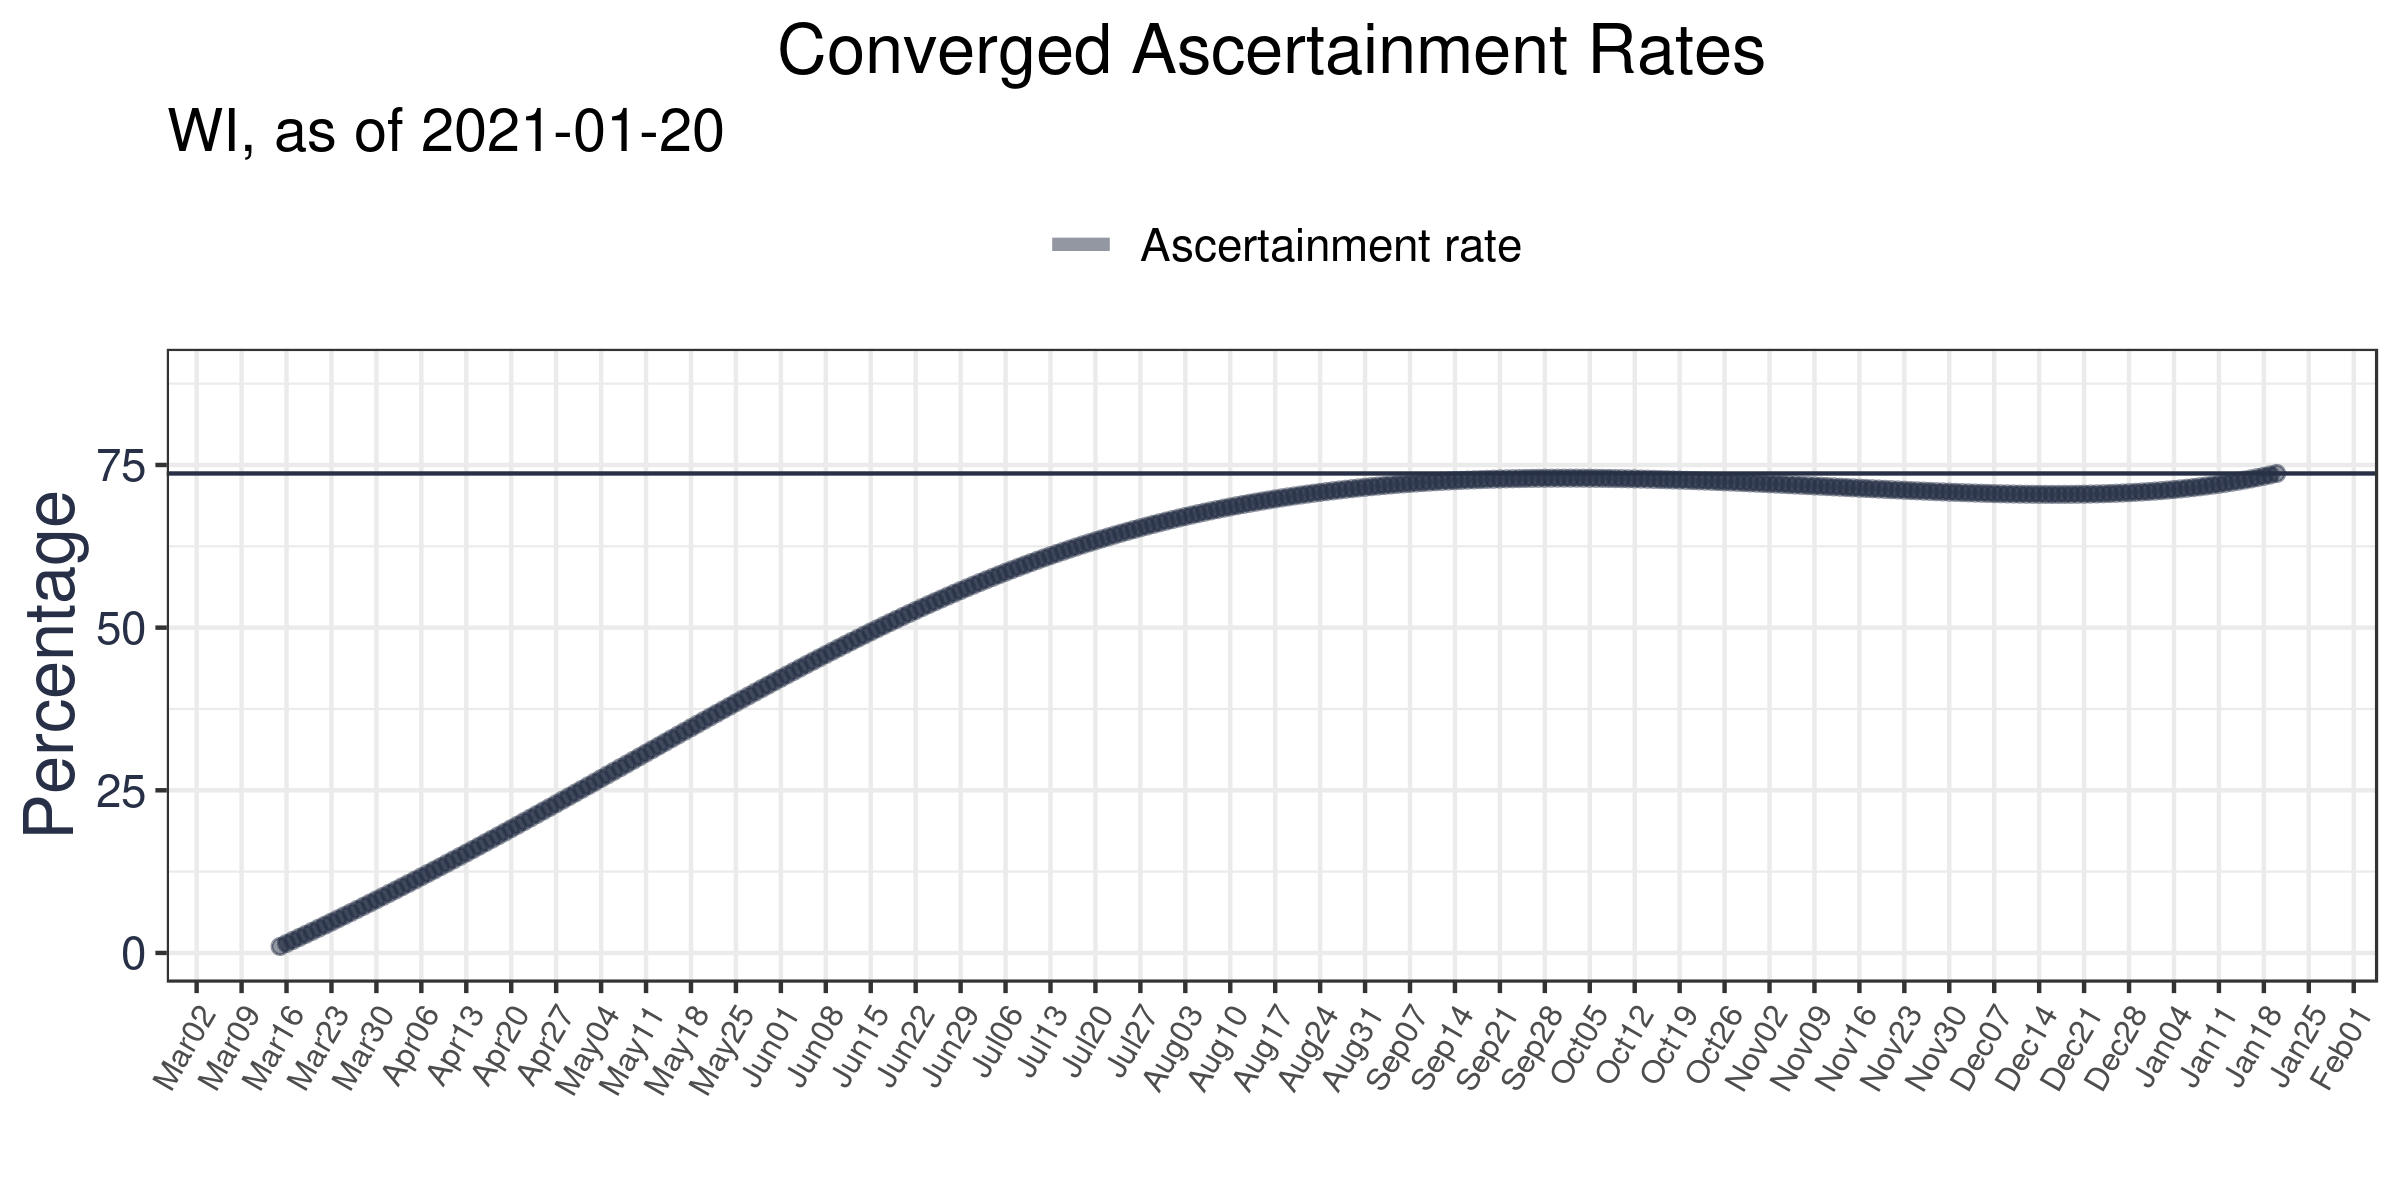 Converged Ascertainment Rates
WI, as of 2021-01-20
Ascertainment rate
Percentage
75
50
25
0
Mar02 Mar09 Mar16 Mar23 Mar30 Apr06 Apr13 Apr20 Apr27 May04 May11 May18 May25 Jun01 Jun08 Jun15 Jun22 Jun29 Jul06 Jul13 Jul20 Jul27 Aug03 Aug10 Aug17 Aug24 Aug31 Sep07 Sep14 Sep21 Sep28 Oct05 Oct12 Oct19 Oct26 Nov02 Nov09 Nov16 Nov23 Nov30 Dec07 Dec14 Dec21 Dec28 Jan04 Jan11 Jan18 Jan25 Feb01